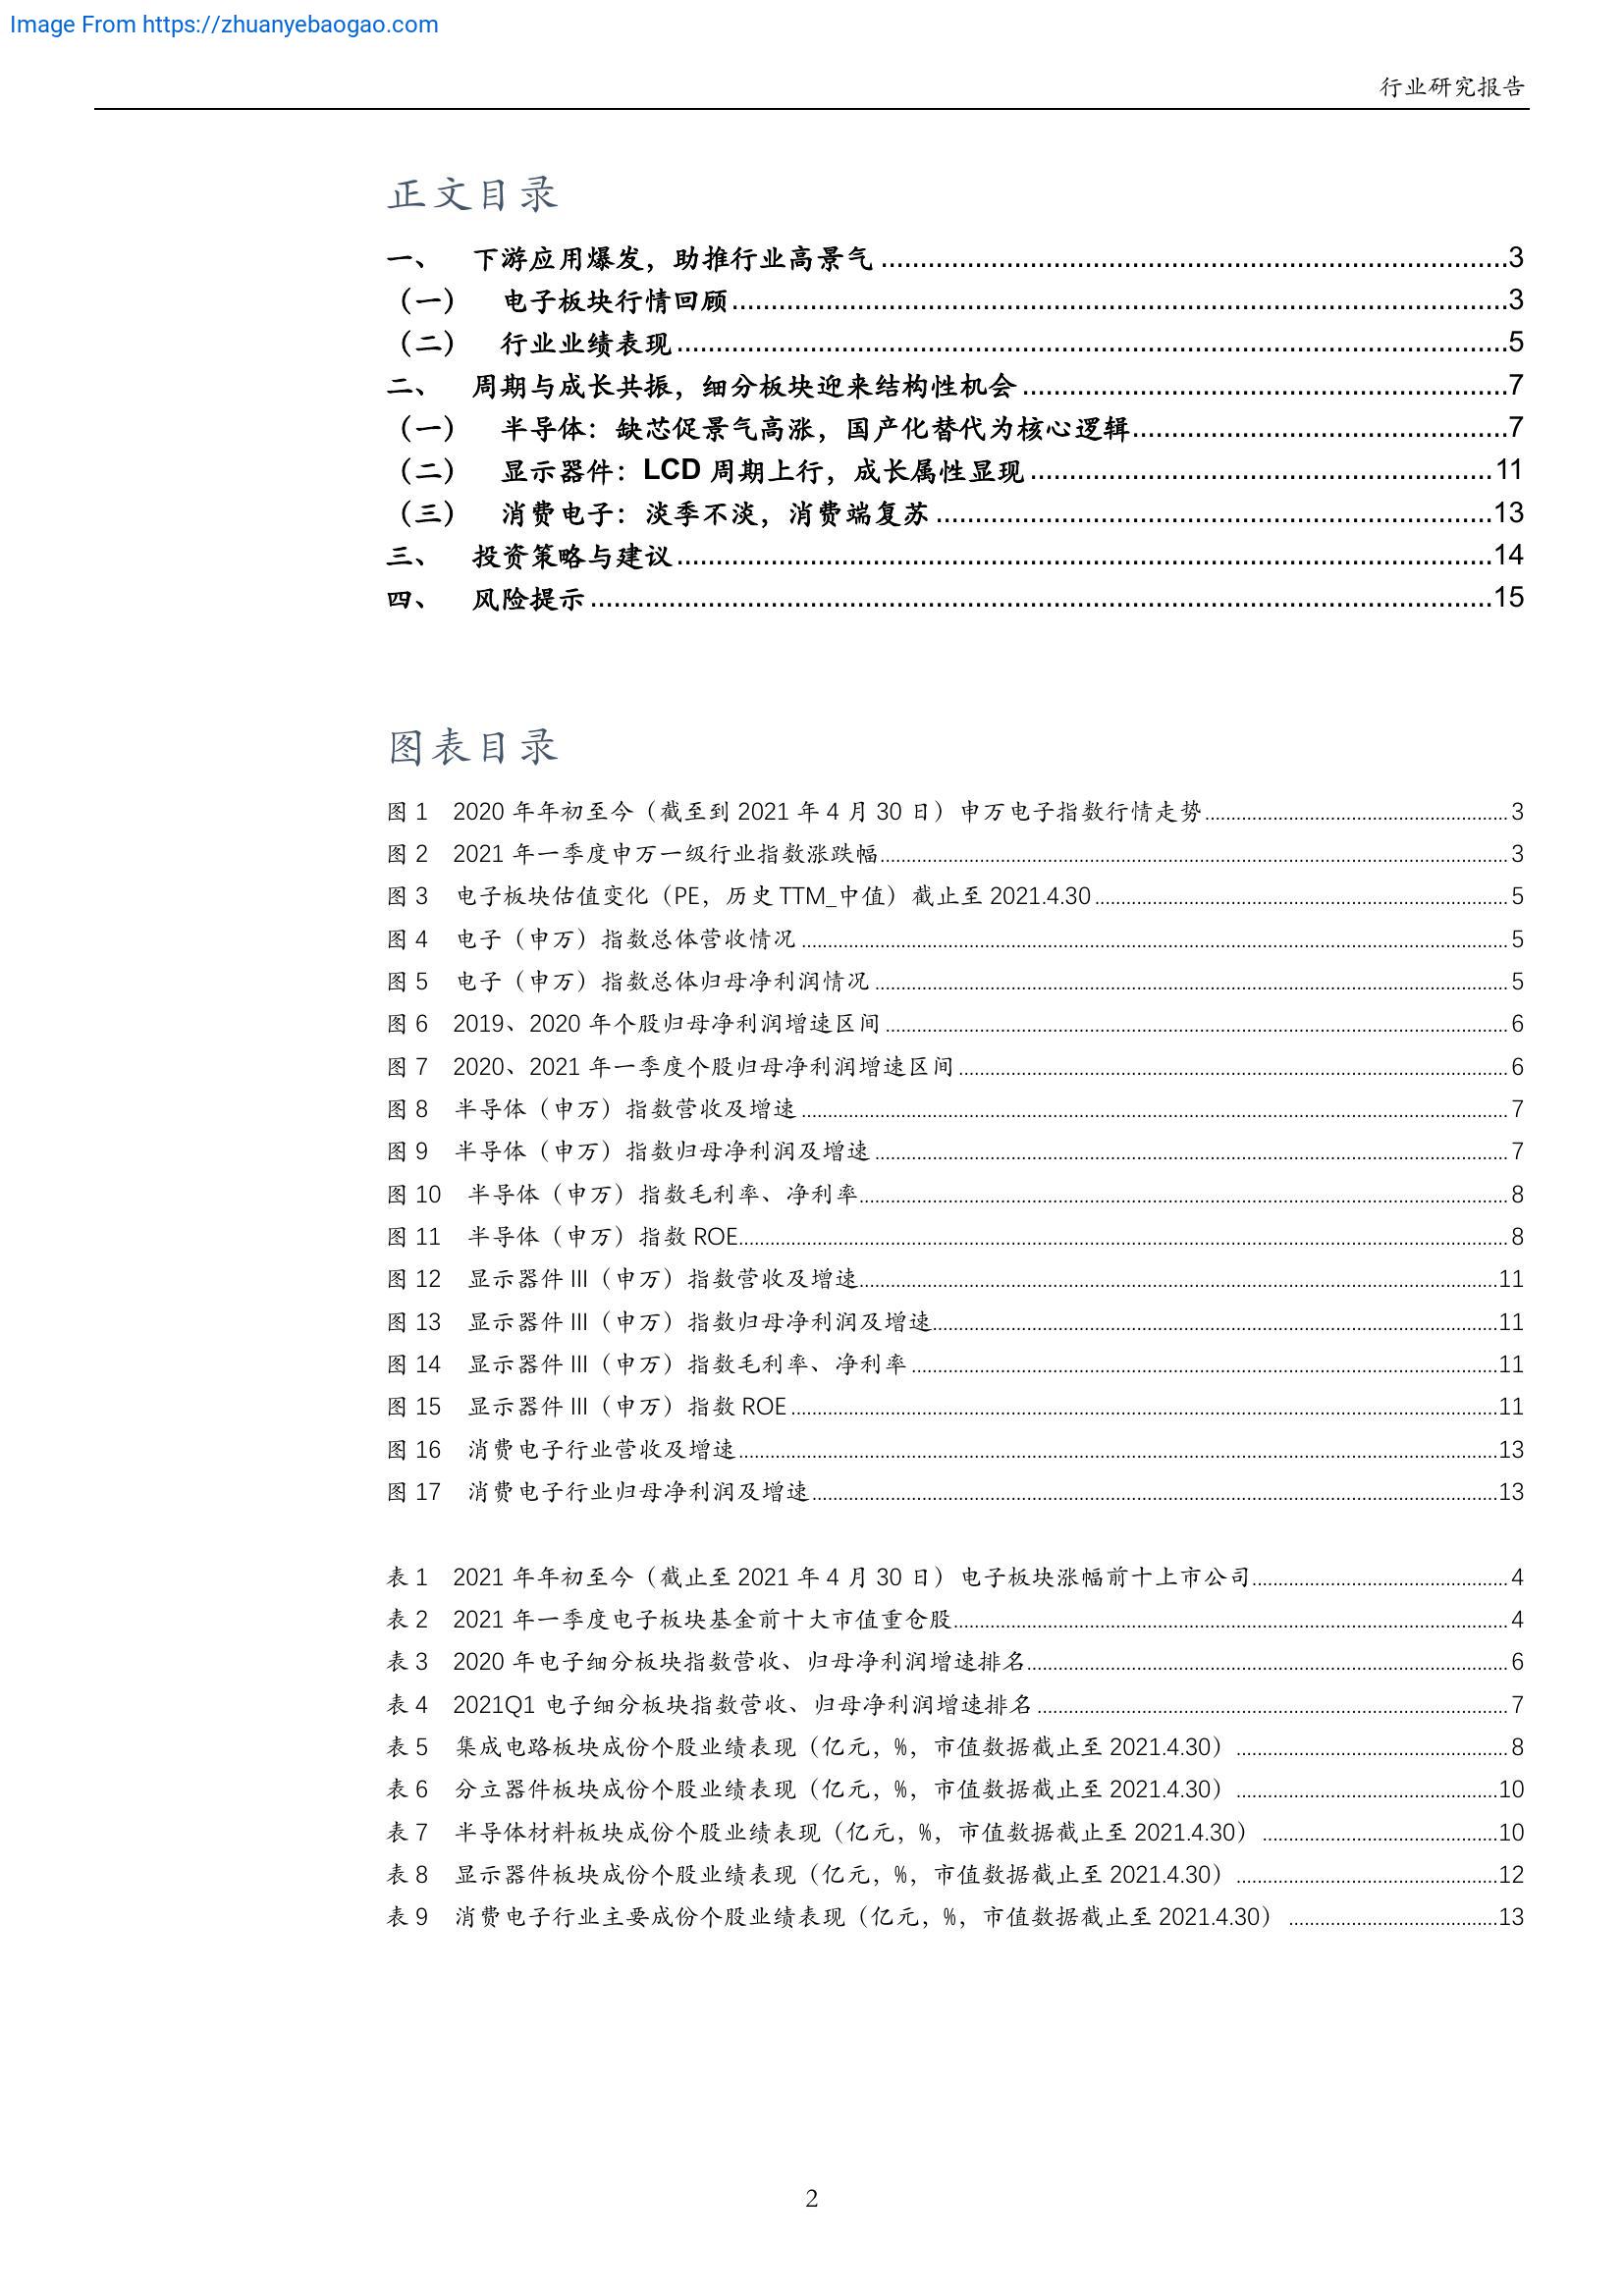 Image From https://zhuanyebaogao.com
行业研究报告
正文目录
一、 下游应用爆发，助推行业高景气........3
（一） 电子板块行情回顾........3
（二） 行业业绩表现........5
二、 周期与成长共振，细分板块迎来结构性机会........7
（一） 半导体：缺芯促景气高涨，国产化替代为核心逻辑........7
（二） 显示器件：LCD 周期上行，成长属性显现........11
（三） 消费电子：淡季不淡，消费端复苏........13
三、 投资策略与建议........14
四、 风险提示........15
图表目录
图 1 2020 年年初至今（截至到 2021 年 4 月 30 日）申万电子指数行情走势........3
图 2 2021 年一季度申万一级行业指数涨跌幅........3
图 3 电子板块估值变化（PE，历史 TTM_中值）截止至 2021.4.30........5
图 4 电子（申万）指数总体营收情况........5
图 5 电子（申万）指数总体归母净利润情况........5
图 6 2019、2020 年个股归母净利润增速区间........6
图 7 2020、2021 年一季度个股归母净利润增速区间........6
图 8 半导体（申万）指数营收及增速........7
图 9 半导体（申万）指数归母净利润及增速........7
图 10 半导体（申万）指数毛利率、净利率........8
图 11 半导体（申万）指数 ROE........8
图 12 显示器件 III（申万）指数营收及增速........11
图 13 显示器件 III（申万）指数归母净利润及增速........11
图 14 显示器件 III（申万）指数毛利率、净利率........11
图 15 显示器件 III（申万）指数 ROE........11
图 16 消费电子行业营收及增速........13
图 17 消费电子行业归母净利润及增速........13
表 1 2021 年年初至今（截止至 2021 年 4 月 30 日）电子板块涨幅前十上市公司........4
表 2 2021 年一季度电子板块基金前十大市值重仓股........4
表 3 2020 年电子细分板块指数营收、归母净利润增速排名........6
表 4 2021Q1 电子细分板块指数营收、归母净利润增速排名........7
表 5 集成电路板块成份个股业绩表现（亿元，%，市值数据截止至 2021.4.30）........8
表 6 分立器件板块成份个股业绩表现（亿元，%，市值数据截止至 2021.4.30）........10
表 7 半导体材料板块成份个股业绩表现（亿元，%，市值数据截止至 2021.4.30）........10
表 8 显示器件板块成份个股业绩表现（亿元，%，市值数据截止至 2021.4.30）........12
表 9 消费电子行业主要成份个股业绩表现（亿元，%，市值数据截止至 2021.4.30）........13
2